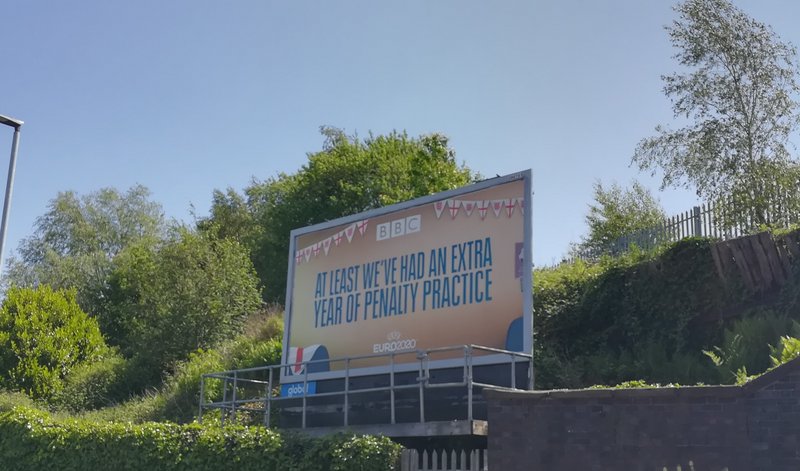 BBC
AT LEAST WE'VE HAD AN EXTRA
YEAR OF PENALTY PRACTICE
EURO2020
global